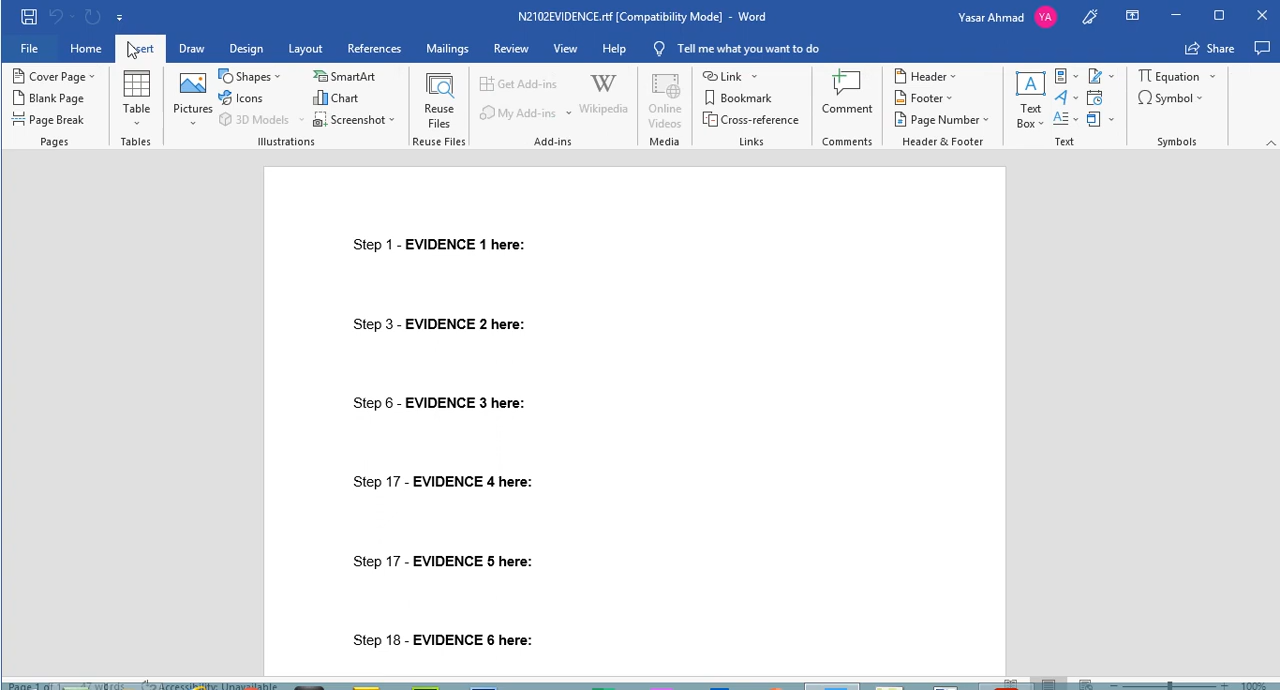 N2102EVIDENCE.rtf [Compatibility Mode] - Word
Yasar Ahmad YA
File Home Insert Draw Design Layout References Mailings Review View Help Tell me what you want to do Share
Cover Page Shapes SmartArt Get Add-ins Link Header Equation
Blank Page Icons Chart Bookmark Footer Symbol
Page Break 3D Models Screenshot My Add-ins Cross-reference Page Number
Table Pictures Reuse Files Wikipedia Online Videos Comment Text Box
Pages Tables Illustrations Reuse Files Add-ins Media Links Comments Header & Footer Text Symbols
Step 1 - EVIDENCE 1 here:
Step 3 - EVIDENCE 2 here:
Step 6 - EVIDENCE 3 here:
Step 17 - EVIDENCE 4 here:
Step 17 - EVIDENCE 5 here:
Step 18 - EVIDENCE 6 here:
Accessibility: Unavailable 100%